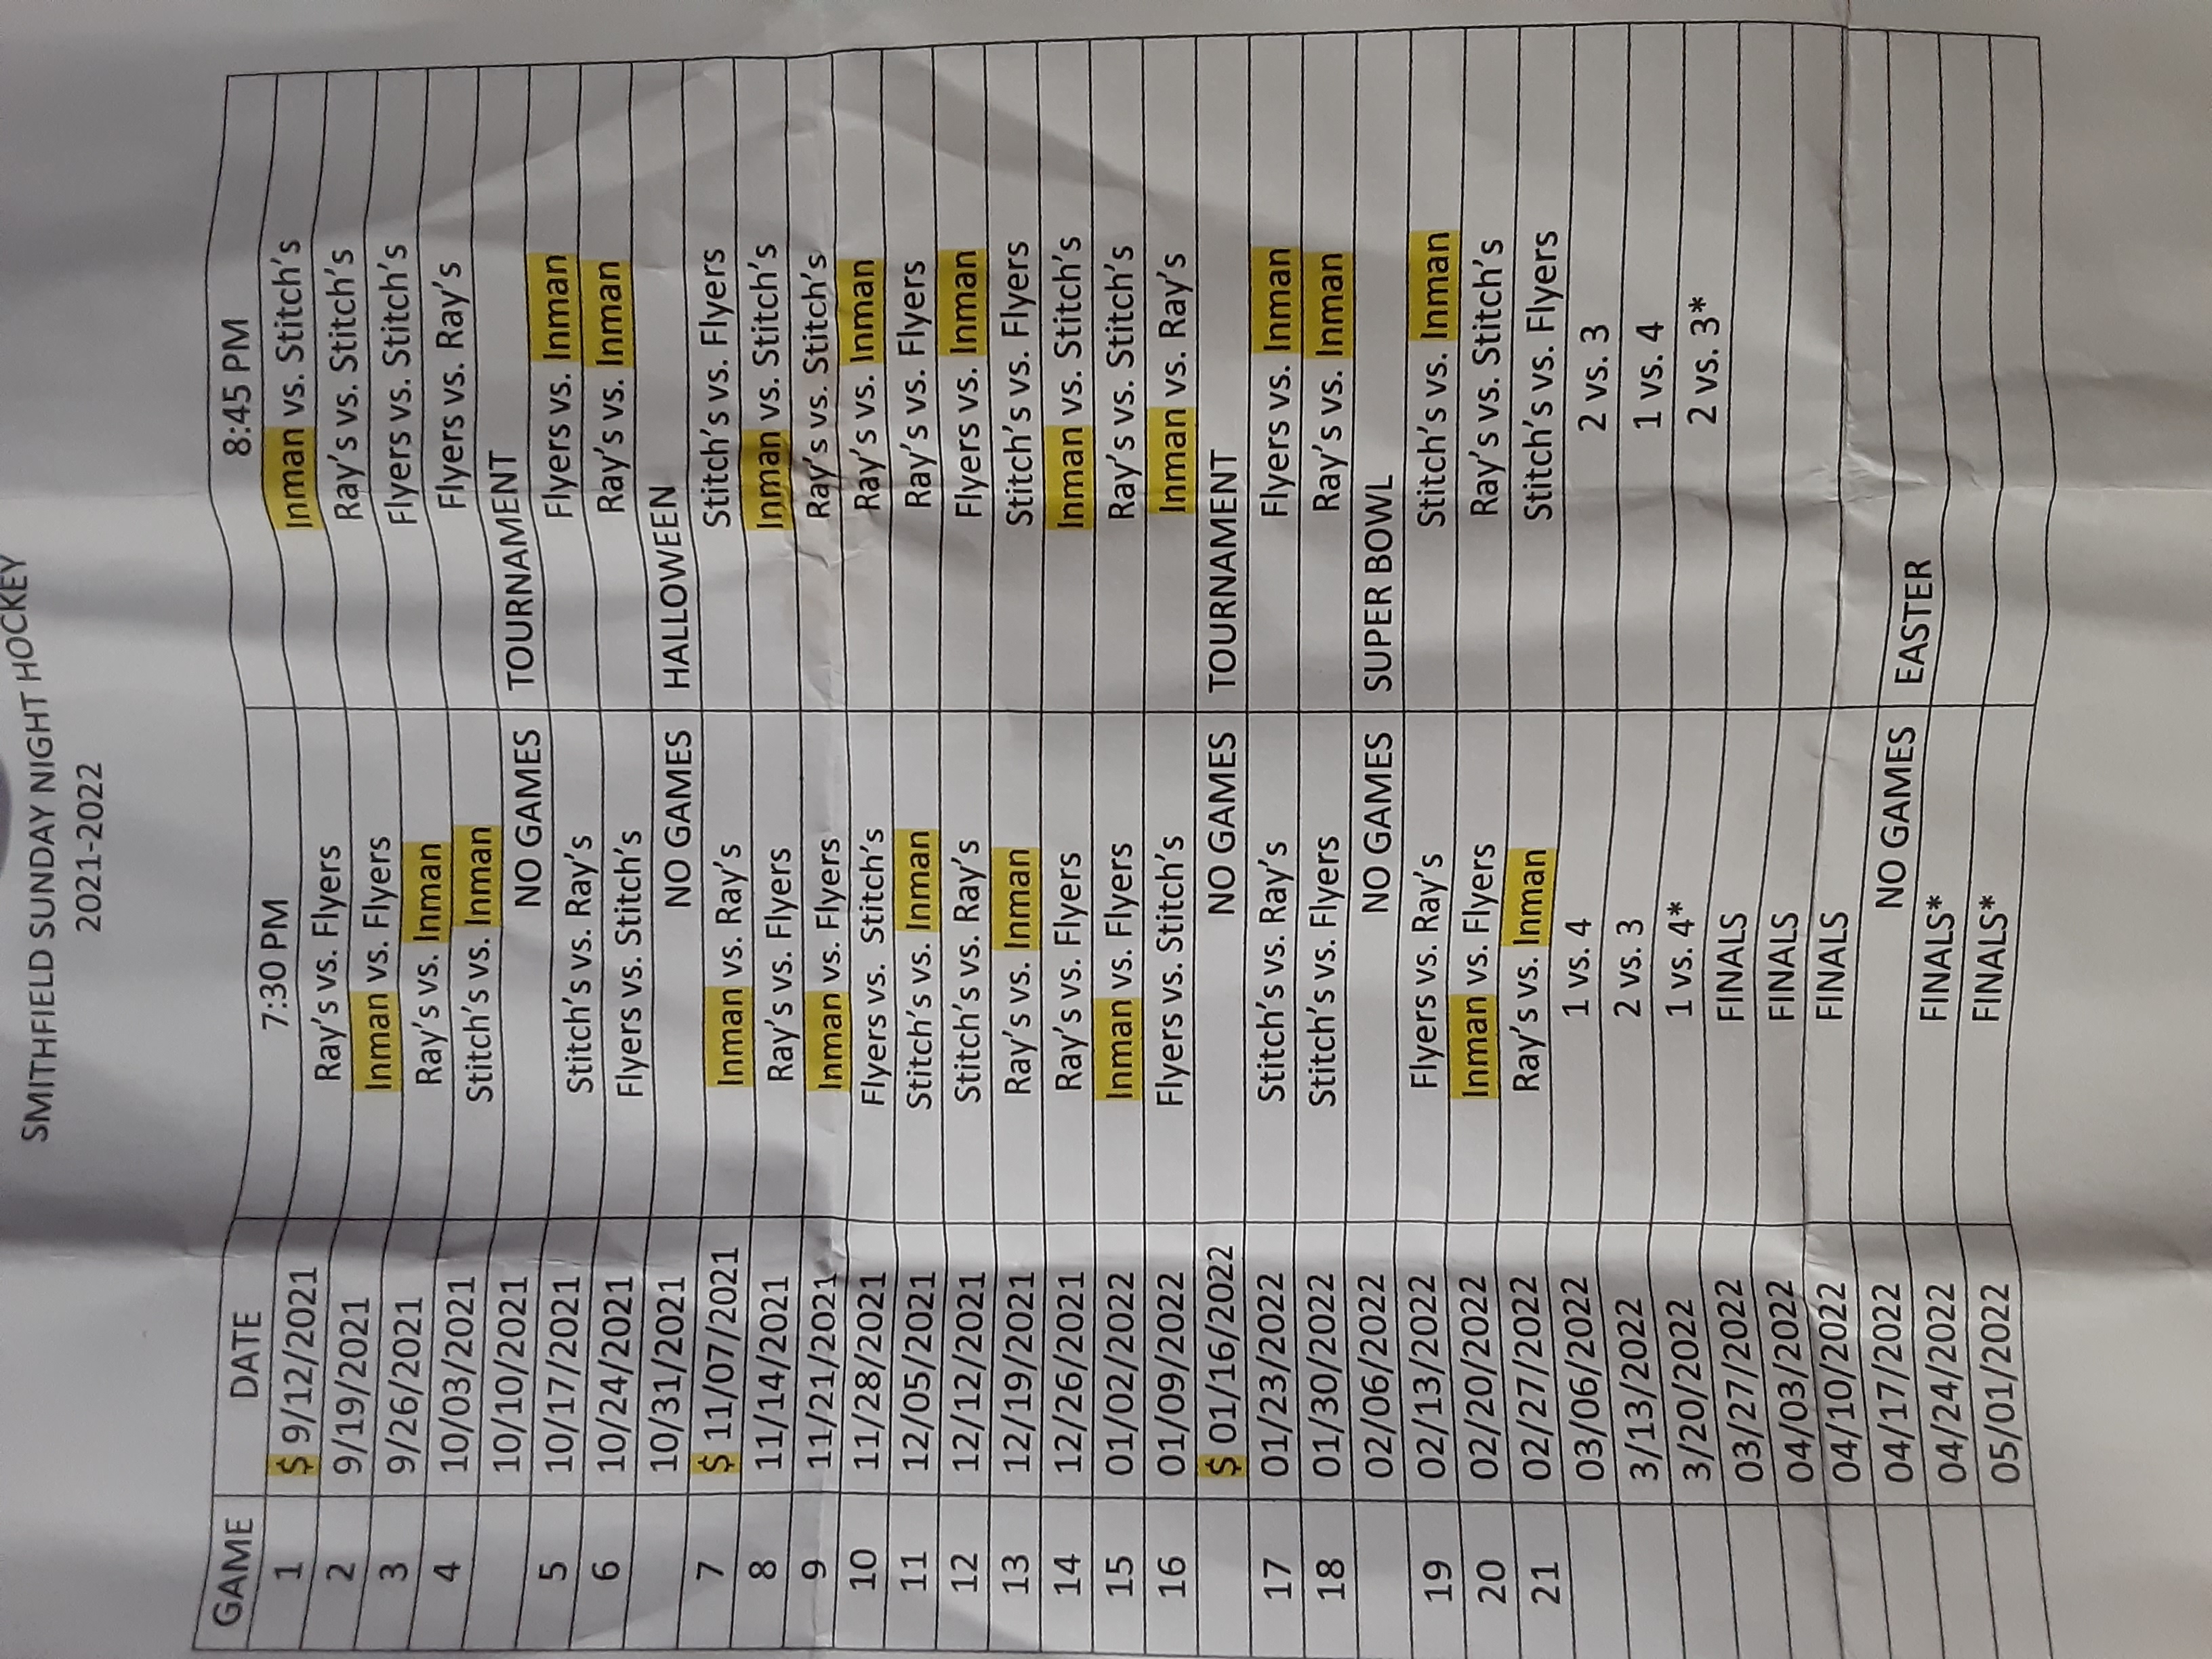 SMITHFIELD SUNDAY NIGHT HOCKEY
2021-2022
GAME DATE 7:30 PM 8:45 PM
1 $ 9/12/2021 Ray's vs. Flyers Inman vs. Stitch's
2 9/19/2021 Inman vs. Flyers Ray's vs. Stitch's
3 9/26/2021 Ray's vs. Inman Flyers vs. Stitch's
4 10/03/2021 Stitch's vs. Inman Flyers vs. Ray's
10/10/2021 NO GAMES TOURNAMENT
5 10/17/2021 Stitch's vs. Ray's Flyers vs. Inman
6 10/24/2021 Flyers vs. Stitch's Ray's vs. Inman
10/31/2021 NO GAMES HALLOWEEN
7 $ 11/07/2021 Inman vs. Ray's Stitch's vs. Flyers
8 11/14/2021 Ray's vs. Flyers Inman vs. Stitch's
9 11/21/2021 Inman vs. Flyers Ray's vs. Stitch's
10 11/28/2021 Flyers vs. Stitch's Ray's vs. Inman
11 12/05/2021 Stitch's vs. Inman Ray's vs. Flyers
12 12/12/2021 Stitch's vs. Ray's Flyers vs. Inman
13 12/19/2021 Ray's vs. Inman Stitch's vs. Flyers
14 12/26/2021 Ray's vs. Flyers Inman vs. Stitch's
15 01/02/2022 Inman vs. Flyers Ray's vs. Stitch's
16 01/09/2022 Flyers vs. Stitch's Inman vs. Ray's
$ 01/16/2022 NO GAMES TOURNAMENT
17 01/23/2022 Stitch's vs. Ray's Flyers vs. Inman
18 01/30/2022 Stitch's vs. Flyers Ray's vs. Inman
02/06/2022 NO GAMES SUPER BOWL
19 02/13/2022 Flyers vs. Ray's Stitch's vs. Inman
20 02/20/2022 Inman vs. Flyers Ray's vs. Stitch's
21 02/27/2022 Ray's vs. Inman Stitch's vs. Flyers
03/06/2022 1 vs. 4 2 vs. 3
3/13/2022 2 vs. 3 1 vs. 4
3/20/2022 1 vs. 4* 2 vs. 3*
03/27/2022 FINALS
04/03/2022 FINALS
04/10/2022 FINALS
04/17/2022 NO GAMES EASTER
04/24/2022 FINALS*
05/01/2022 FINALS*